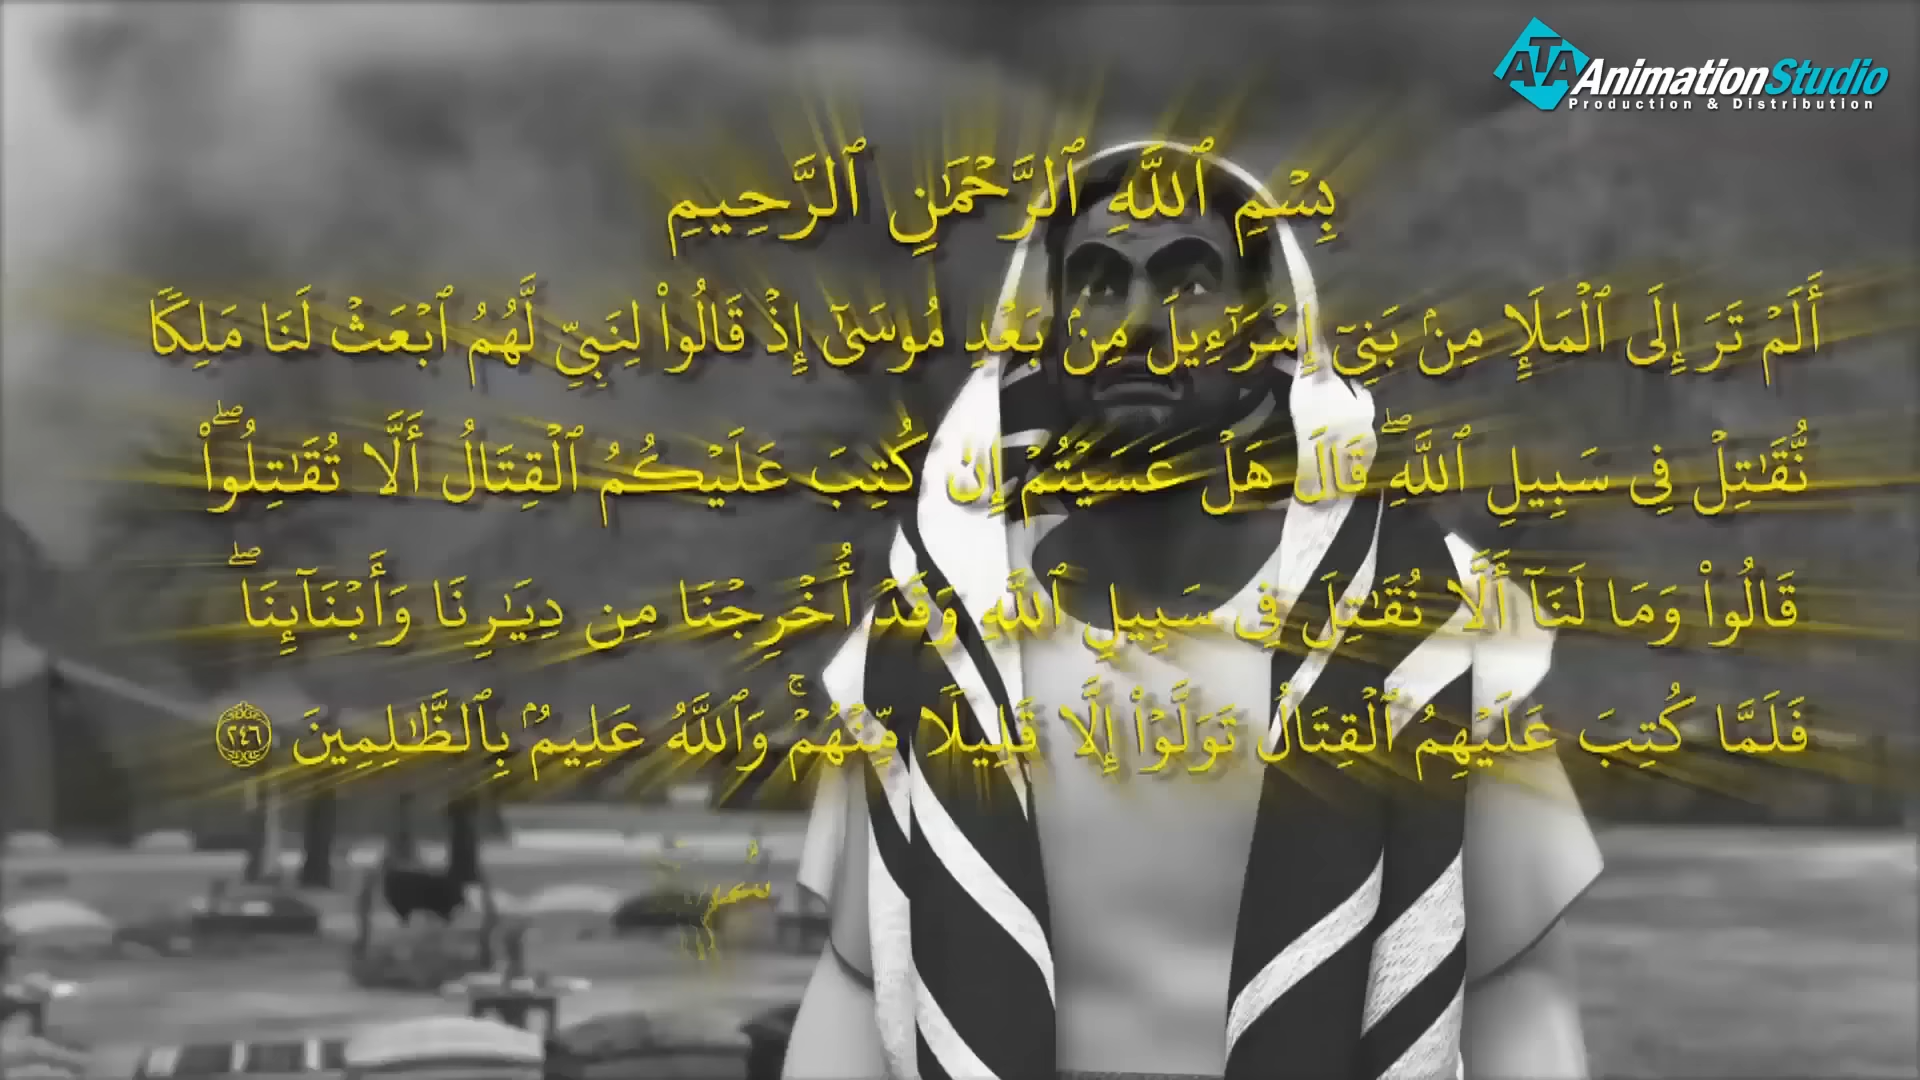 ATA AnimationStudio
Production & Distribution
بِسْمِ ٱللَّهِ ٱلرَّحْمَٰنِ ٱلرَّحِيمِ
أَلَمْ تَرَ إِلَى ٱلْمَلَإِ مِنۢ بَنِىٓ إِسْرَٰٓءِيلَ مِنۢ بَعْدِ مُوسَىٰٓ إِذْ قَالُوا۟ لِنَبِىٍّ لَّهُمُ ٱبْعَثْ لَنَا مَلِكًا
نُّقَـٰتِلْ فِى سَبِيلِ ٱللَّهِ ۖ قَالَ هَلْ عَسَيْتُمْ إِن كُتِبَ عَلَيْكُمُ ٱلْقِتَالُ أَلَّا تُقَـٰتِلُوا۟ ۖ
قَالُوا۟ وَمَا لَنَآ أَلَّا نُقَـٰتِلَ فِى سَبِيلِ ٱللَّهِ وَقَدْ أُخْرِجْنَا مِن دِيَـٰرِنَا وَأَبْنَآئِنَا ۖ
فَلَمَّا كُتِبَ عَلَيْهِمُ ٱلْقِتَالُ تَوَلَّوْا۟ إِلَّا قَلِيلًا مِّنْهُمْ ۗ وَٱللَّهُ عَلِيمٌۢ بِٱلظَّـٰلِمِينَ ٢٤٦